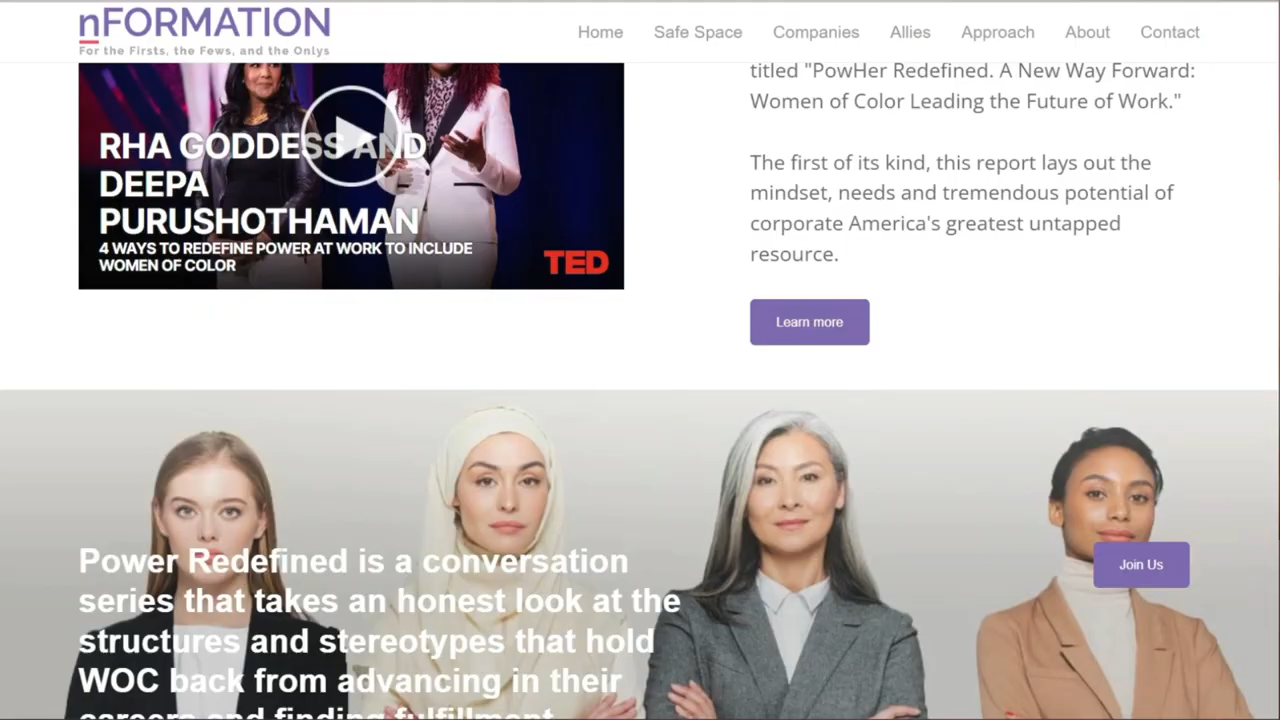 nFORMATION
For the Firsts, the Fews, and the Onlys
Home Safe Space Companies Allies Approach About Contact
RHA GODDESS AND
DEEPA
PURUSHOTHAMAN
4 WAYS TO REDEFINE POWER AT WORK TO INCLUDE
WOMEN OF COLOR
TED
titled "PowHer Redefined. A New Way Forward:
Women of Color Leading the Future of Work."
The first of its kind, this report lays out the
mindset, needs and tremendous potential of
corporate America's greatest untapped
resource.
Learn more
Power Redefined is a conversation
series that takes an honest look at the
structures and stereotypes that hold
WOC back from advancing in their
careers and finding fulfillment
Join Us